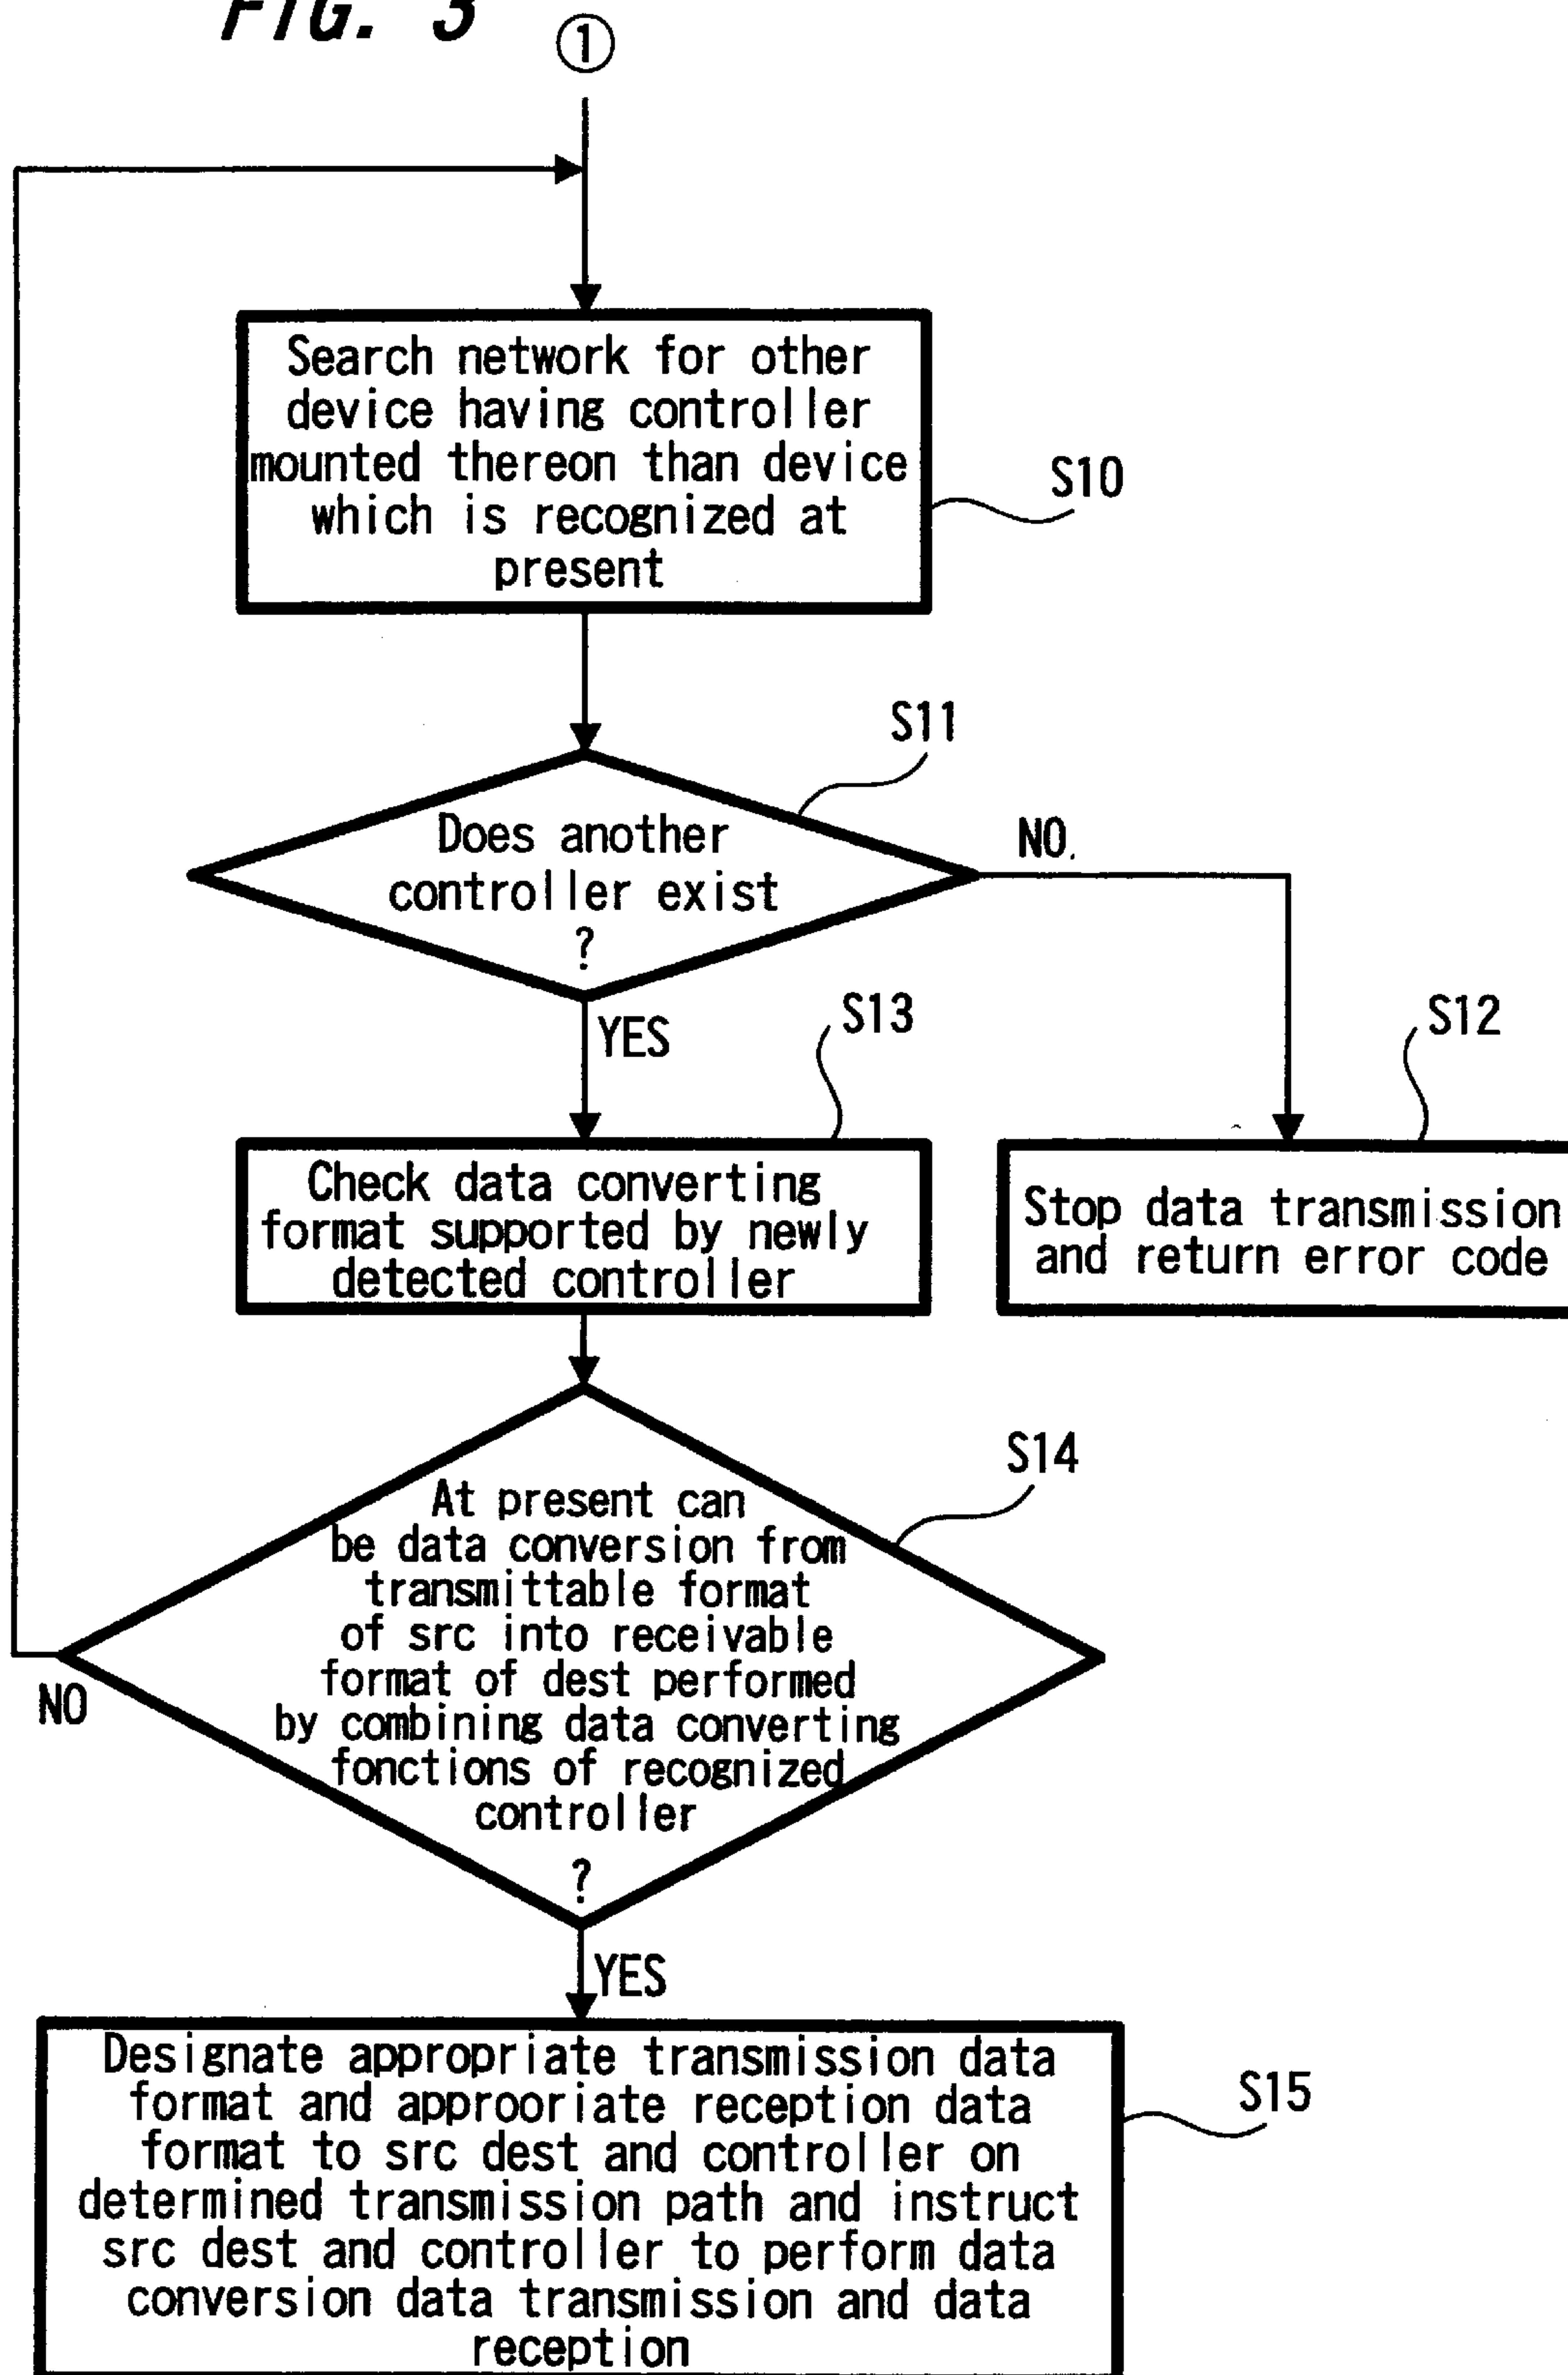 FIG. 3
①
Search network for other
device having controller
mounted thereon than device
which is recognized at
present
S10
S11
Does another
controller exist
?
NO.
YES
S13
S12
Check data converting
format supported by newly
detected controller
Stop data transmission
and return error code
S14
At present can
be data conversion from
transmittable format
of src into receivable
format of dest performed
by combining data converting
fonctions of recognized
controller
?
NO
YES
Designate appropriate transmission data
format and approoriate reception data
format to src dest and controller on
determined transmission path and instruct
src dest and controller to perform data
conversion data transmission and data
reception
S15